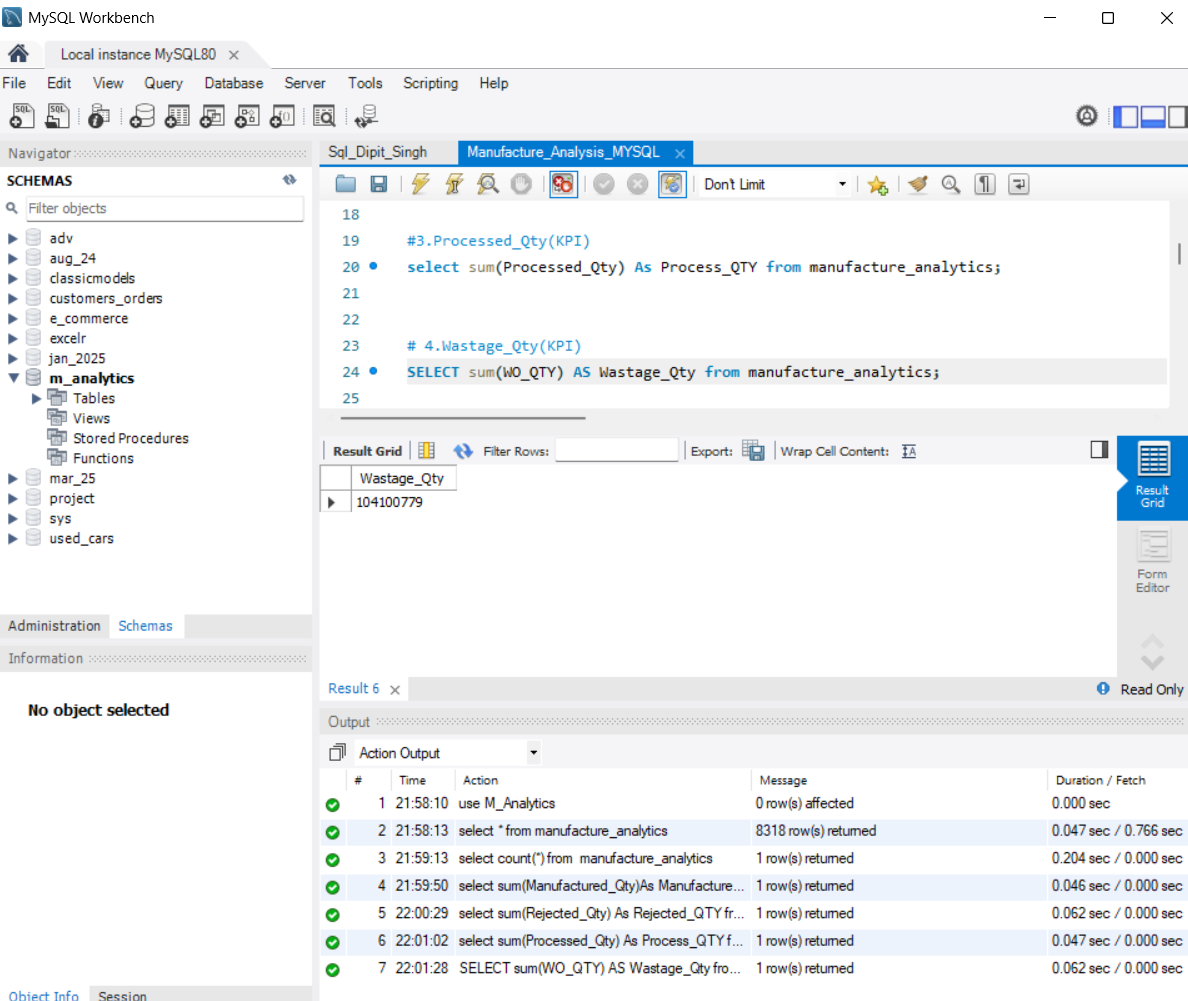 MySQL Workbench
Local instance MySQL80
File Edit View Query Database Server Tools Scripting Help
Navigator
SCHEMAS
Filter objects
adv
aug_24
classicmodels
customers_orders
e_commerce
excelr
jan_2025
m_analytics
Tables
Views
Stored Procedures
Functions
mar_25
project
sys
used_cars
Administration Schemas
Information
No object selected
Object Info Session
Sql_Dipit_Singh Manufacture_Analysis_MYSQL
Don't Limit
18
19 #3.Processed_Qty(KPI)
20 select sum(Processed_Qty) As Process_QTY from manufacture_analytics;
21
22
23 # 4.Wastage_Qty(KPI)
24 SELECT sum(WO_QTY) AS Wastage_Qty from manufacture_analytics;
25
Result Grid Filter Rows: Export: Wrap Cell Content:
Wastage_Qty
104100779
Result Grid
Form Editor
Result 6 Read Only
Output
Action Output
# Time Action Message Duration / Fetch
1 21:58:10 use M_Analytics 0 row(s) affected 0.000 sec
2 21:58:13 select * from manufacture_analytics 8318 row(s) returned 0.047 sec / 0.766 sec
3 21:59:13 select count(*) from manufacture_analytics 1 row(s) returned 0.204 sec / 0.000 sec
4 21:59:50 select sum(Manufactured_Qty)As Manufacture... 1 row(s) returned 0.046 sec / 0.000 sec
5 22:00:29 select sum(Rejected_Qty) As Rejected_QTY fr... 1 row(s) returned 0.062 sec / 0.000 sec
6 22:01:02 select sum(Processed_Qty) As Process_QTY f... 1 row(s) returned 0.047 sec / 0.000 sec
7 22:01:28 SELECT sum(WO_QTY) AS Wastage_Qty fro... 1 row(s) returned 0.062 sec / 0.000 sec